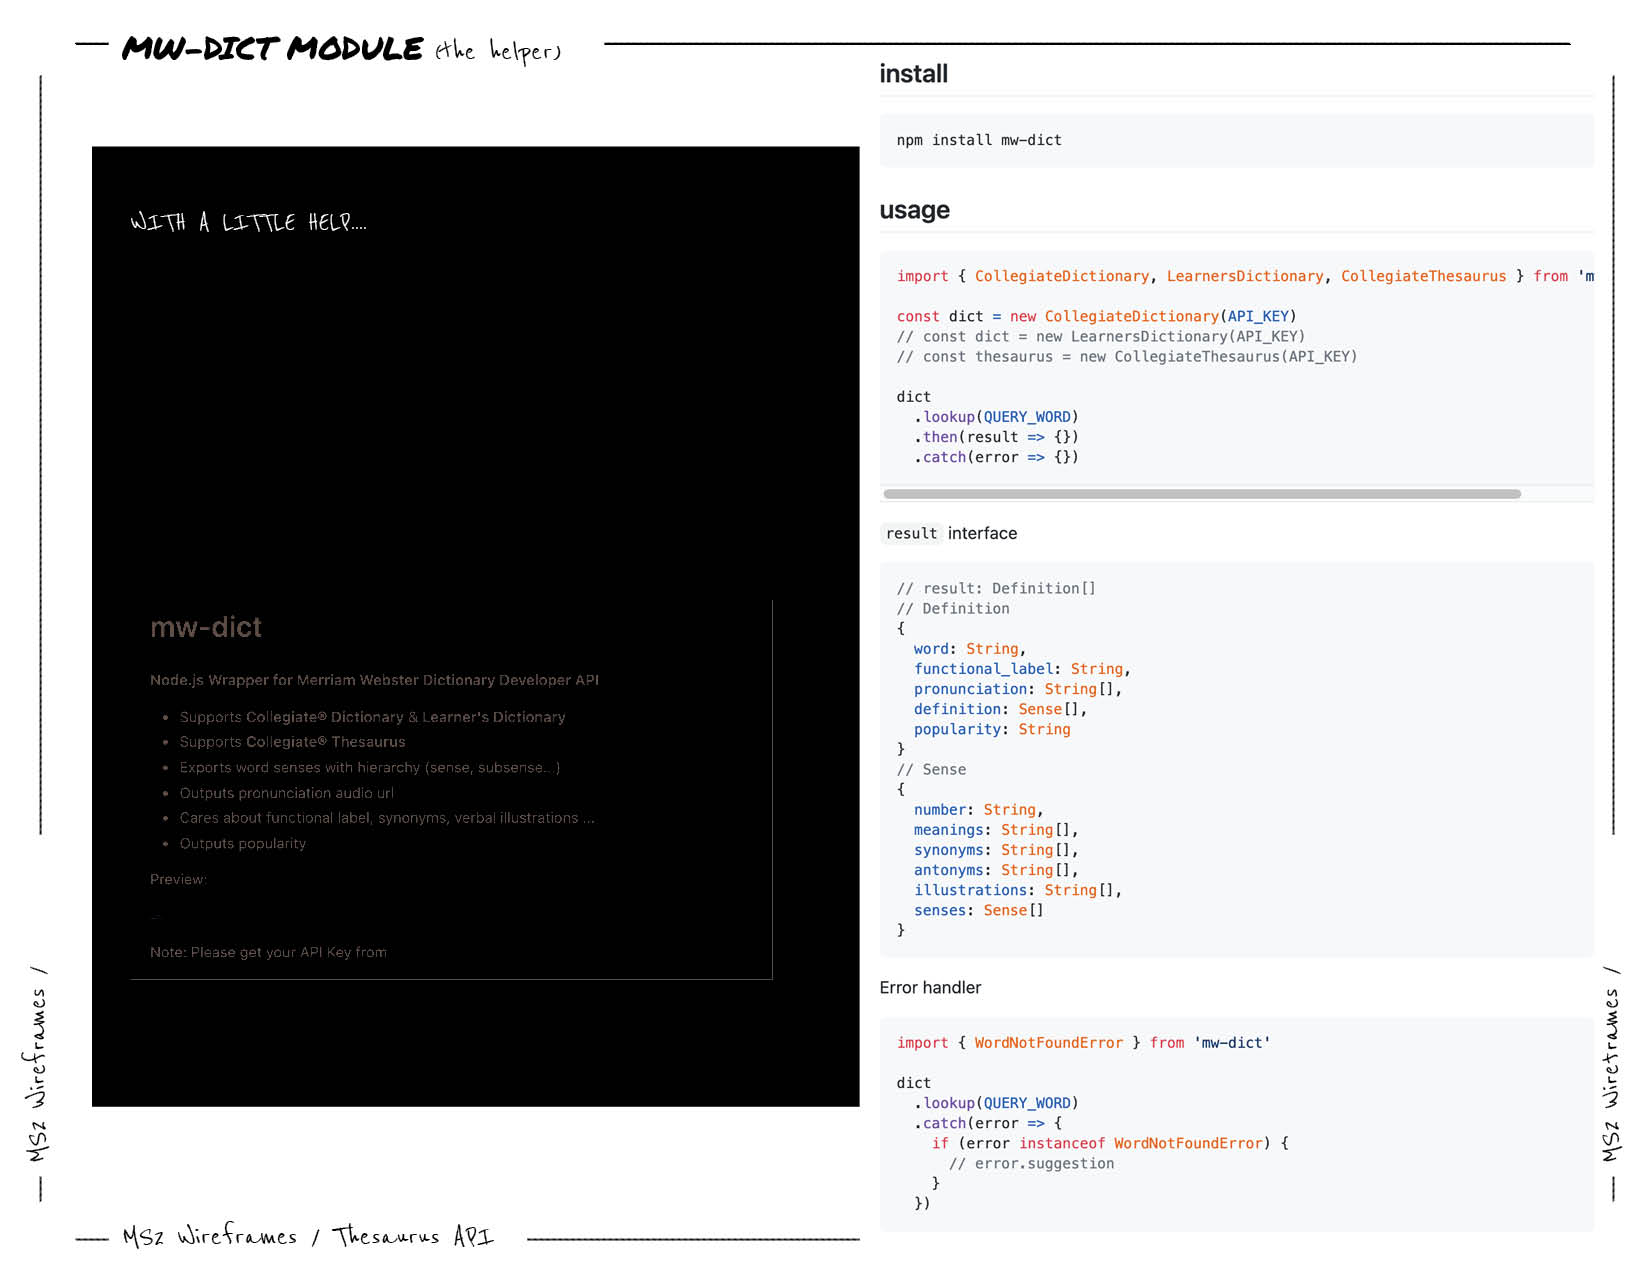 MW-DICT MODULE (the helper)
WITH A LITTLE HELP....
mw-dict
Node.js Wrapper for Merriam Webster Dictionary Developer API
• Supports Collegiate® Dictionary & Learner's Dictionary
• Supports Collegiate® Thesaurus
• Exports word senses with hierarchy (sense, subsense...)
• Outputs pronunciation audio url
• Cares about functional label, synonyms, verbal illustrations ...
• Outputs popularity
Preview:
Note: Please get your API Key from
install
npm install mw-dict
usage
import { CollegiateDictionary, LearnersDictionary, CollegiateThesaurus } from 'm
const dict = new CollegiateDictionary(API_KEY)
// const dict = new LearnersDictionary(API_KEY)
// const thesaurus = new CollegiateThesaurus(API_KEY)
dict
  .lookup(QUERY_WORD)
  .then(result => {})
  .catch(error => {})
result interface
// result: Definition[]
// Definition
{
  word: String,
  functional_label: String,
  pronunciation: String[],
  definition: Sense[],
  popularity: String
}
// Sense
{
  number: String,
  meanings: String[],
  synonyms: String[],
  antonyms: String[],
  illustrations: String[],
  senses: Sense[]
}
Error handler
import { WordNotFoundError } from 'mw-dict'
dict
  .lookup(QUERY_WORD)
  .catch(error => {
    if (error instanceof WordNotFoundError) {
      // error.suggestion
    }
  })
MS2 Wireframes /
MS2 Wireframes /
MS2 Wireframes / Thesaurus API